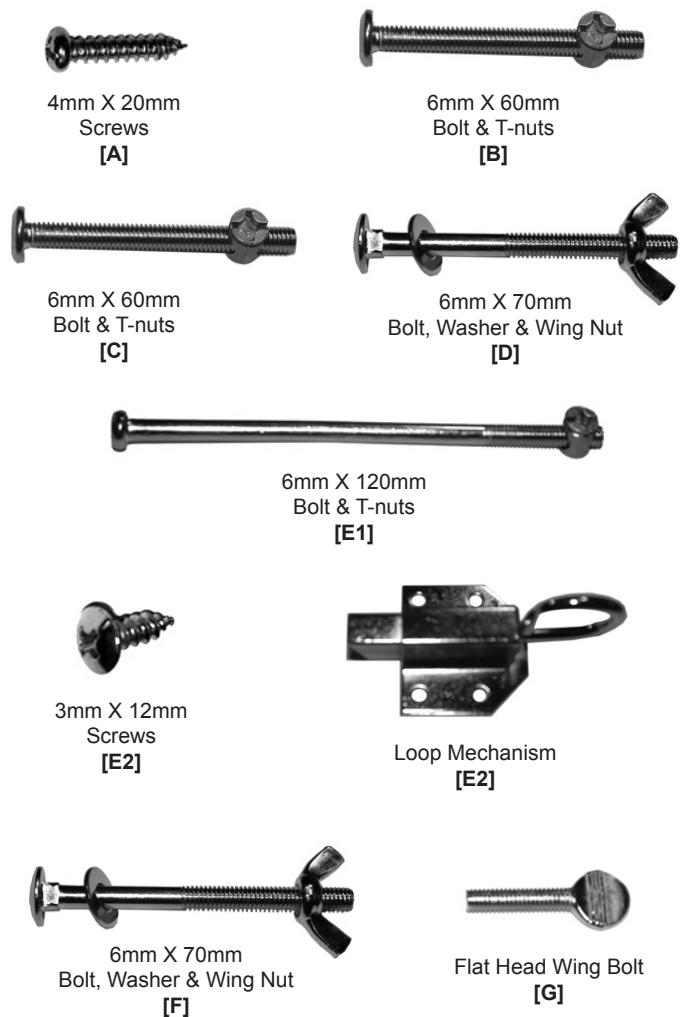 4mm X 20mm
Screws
[A]
6mm X 60mm
Bolt & T-nuts
[B]
6mm X 60mm
Bolt & T-nuts
[C]
6mm X 70mm
Bolt, Washer & Wing Nut
[D]
6mm X 120mm
Bolt & T-nuts
[E1]
3mm X 12mm
Screws
[E2]
Loop Mechanism
[E2]
6mm X 70mm
Bolt, Washer & Wing Nut
[F]
Flat Head Wing Bolt
[G]